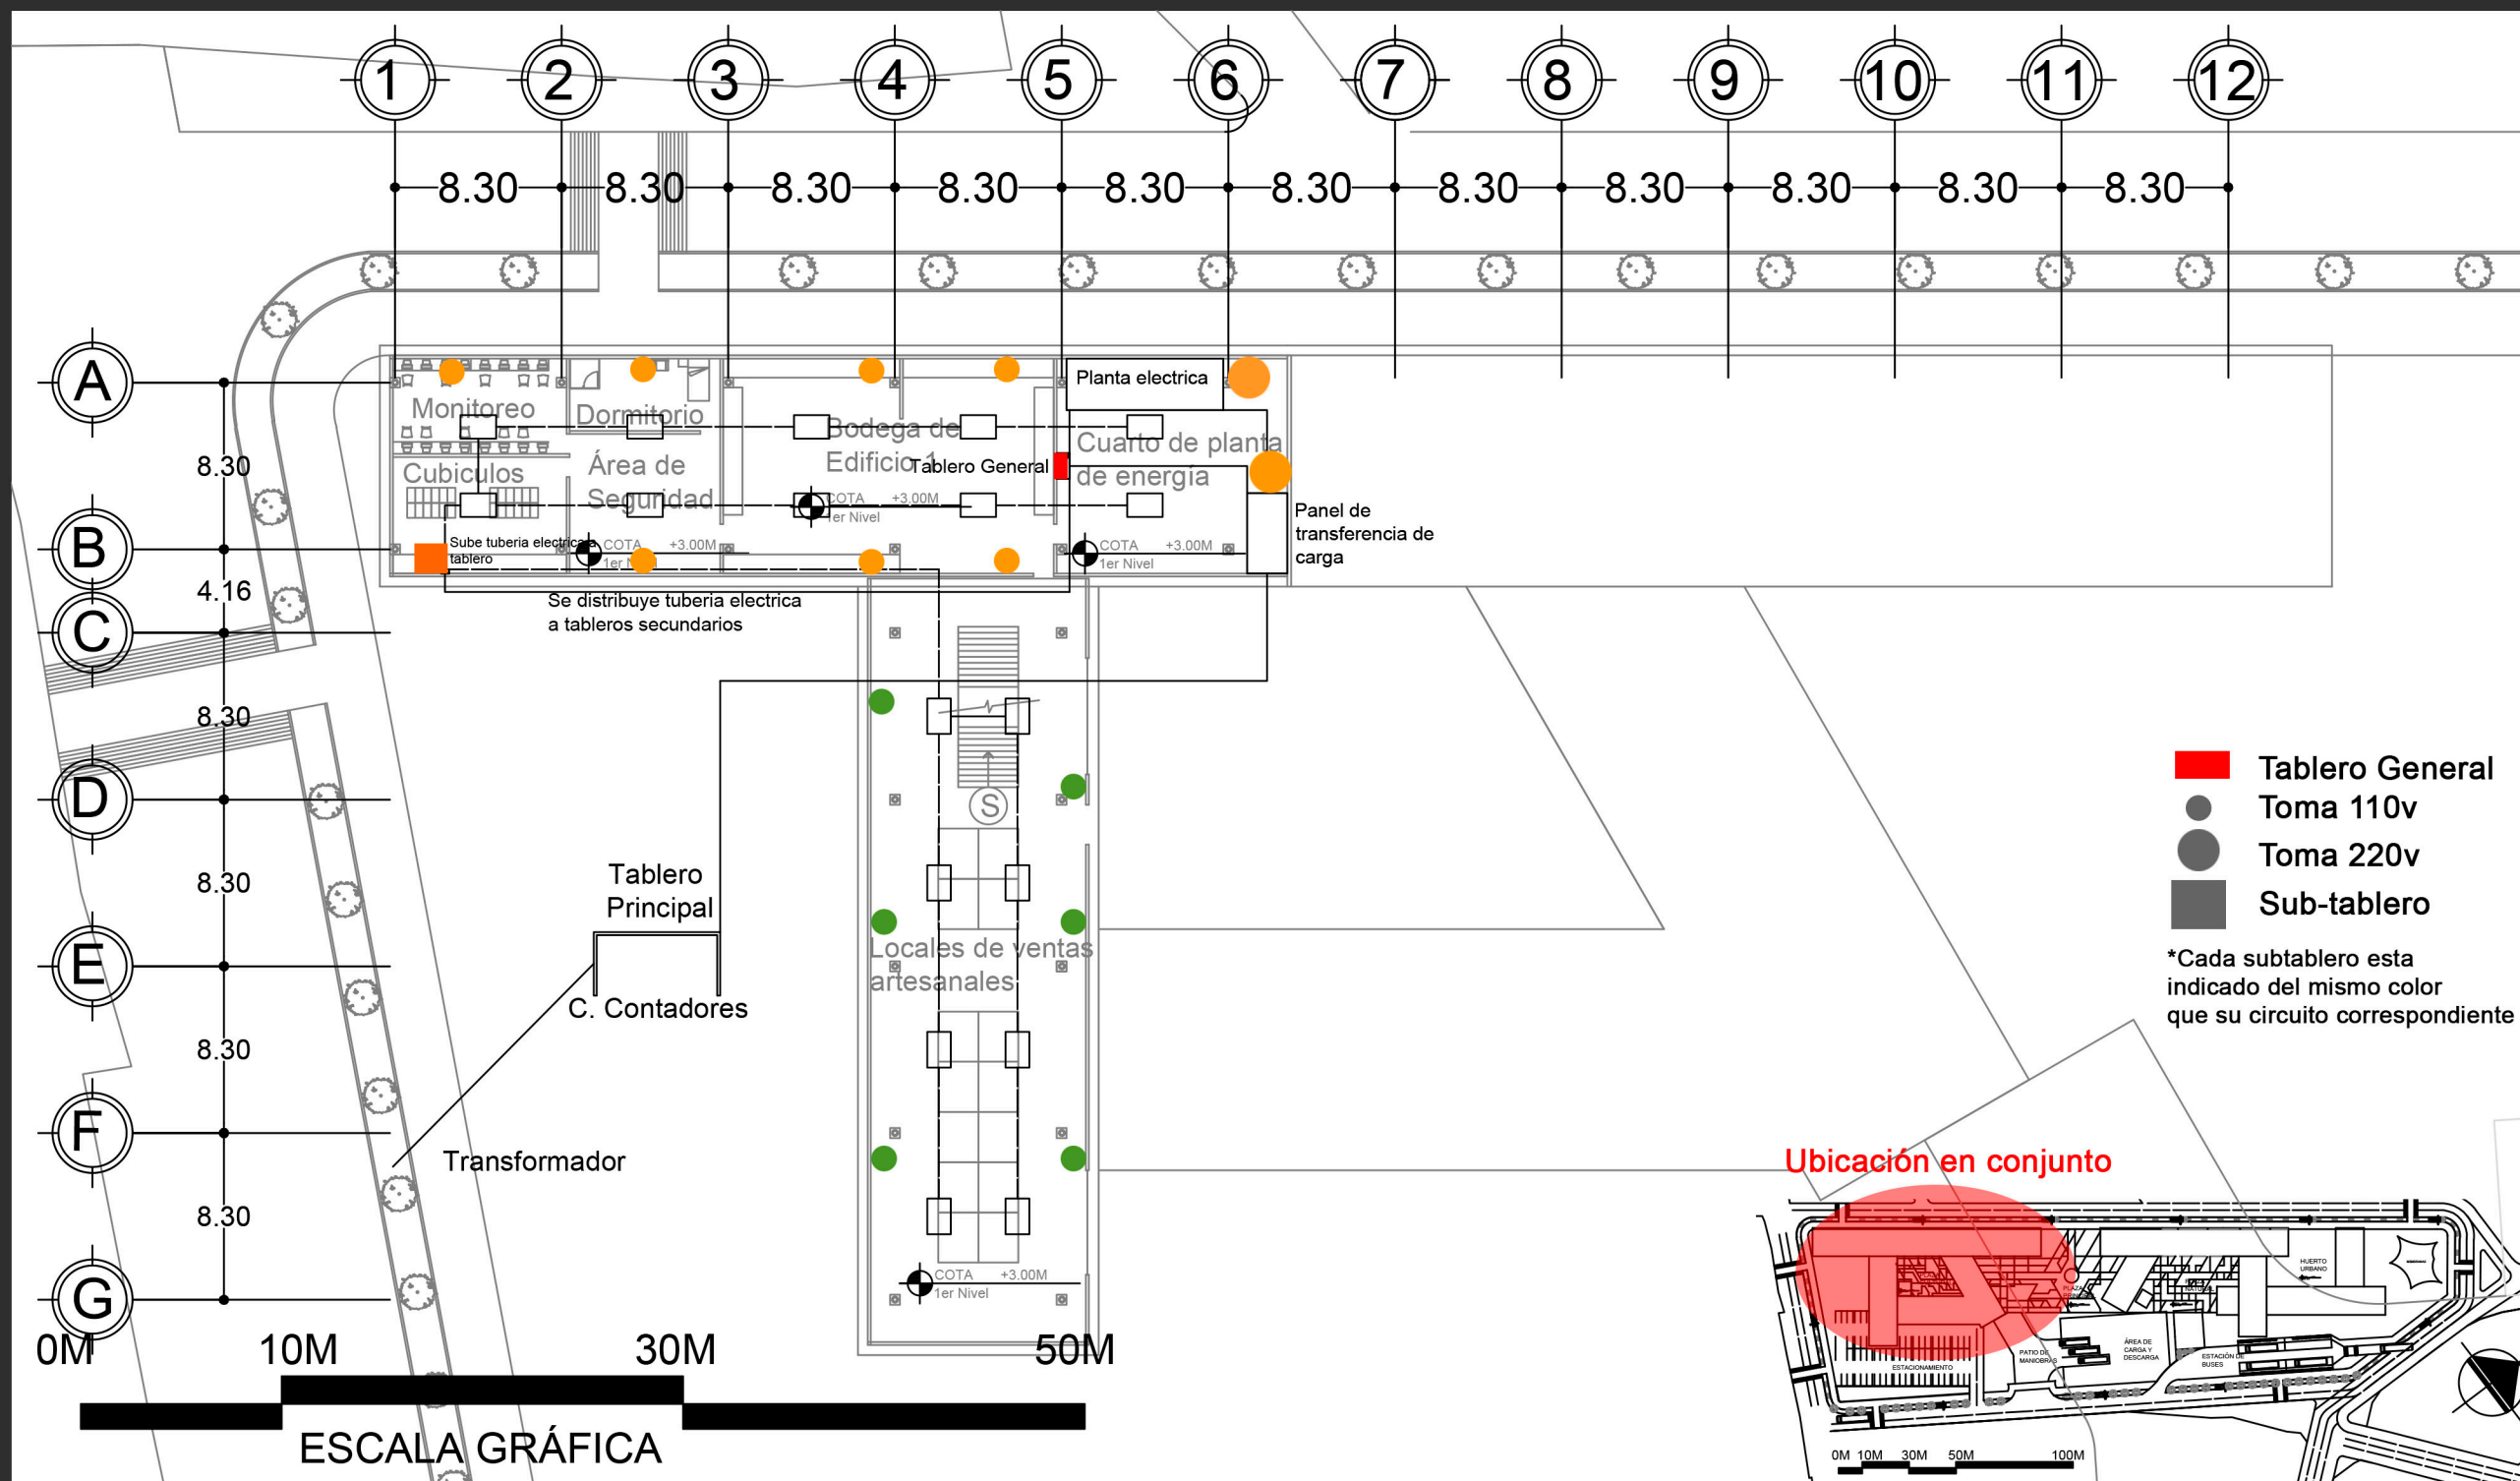 1 2 3 4 5 6 7 8 9 10 11 12
8.30 8.30 8.30 8.30 8.30 8.30 8.30 8.30 8.30 8.30 8.30
A
8.30
B
4.16
C
8.30
D
8.30
E
8.30
F
8.30
G
Monitoreo
Cubiculos
Dormitorio
Área de
Seguridad
Bodega de
Edificio 1
Tablero General
Planta electrica
Cuarto de planta
de energía
Panel de
transferencia de
carga
COTA +3.00M
1er Nivel
Sube tuberia electrica a
tablero
COTA +3.00M
1er
COTA +3.00M
1er Nivel
Se distribuye tuberia electrica
a tableros secundarios
S
Tablero
Principal
C. Contadores
Transformador
Locales de ventas
artesanales
COTA +3.00M
1er Nivel
Tablero General
Toma 110v
Toma 220v
Sub-tablero
*Cada subtablero esta
indicado del mismo color
que su circuito correspondiente
Ubicación en conjunto
HUERTO
URBANO
PLAZA
ESTACIONAMIENTO
PATIO DE
MANIOBRAS
ÁREA DE
CARGA Y
DESCARGA
ESTACIÓN DE
BUSES
0M 10M 30M 50M 100M
0M 10M 30M 50M
ESCALA GRÁFICA